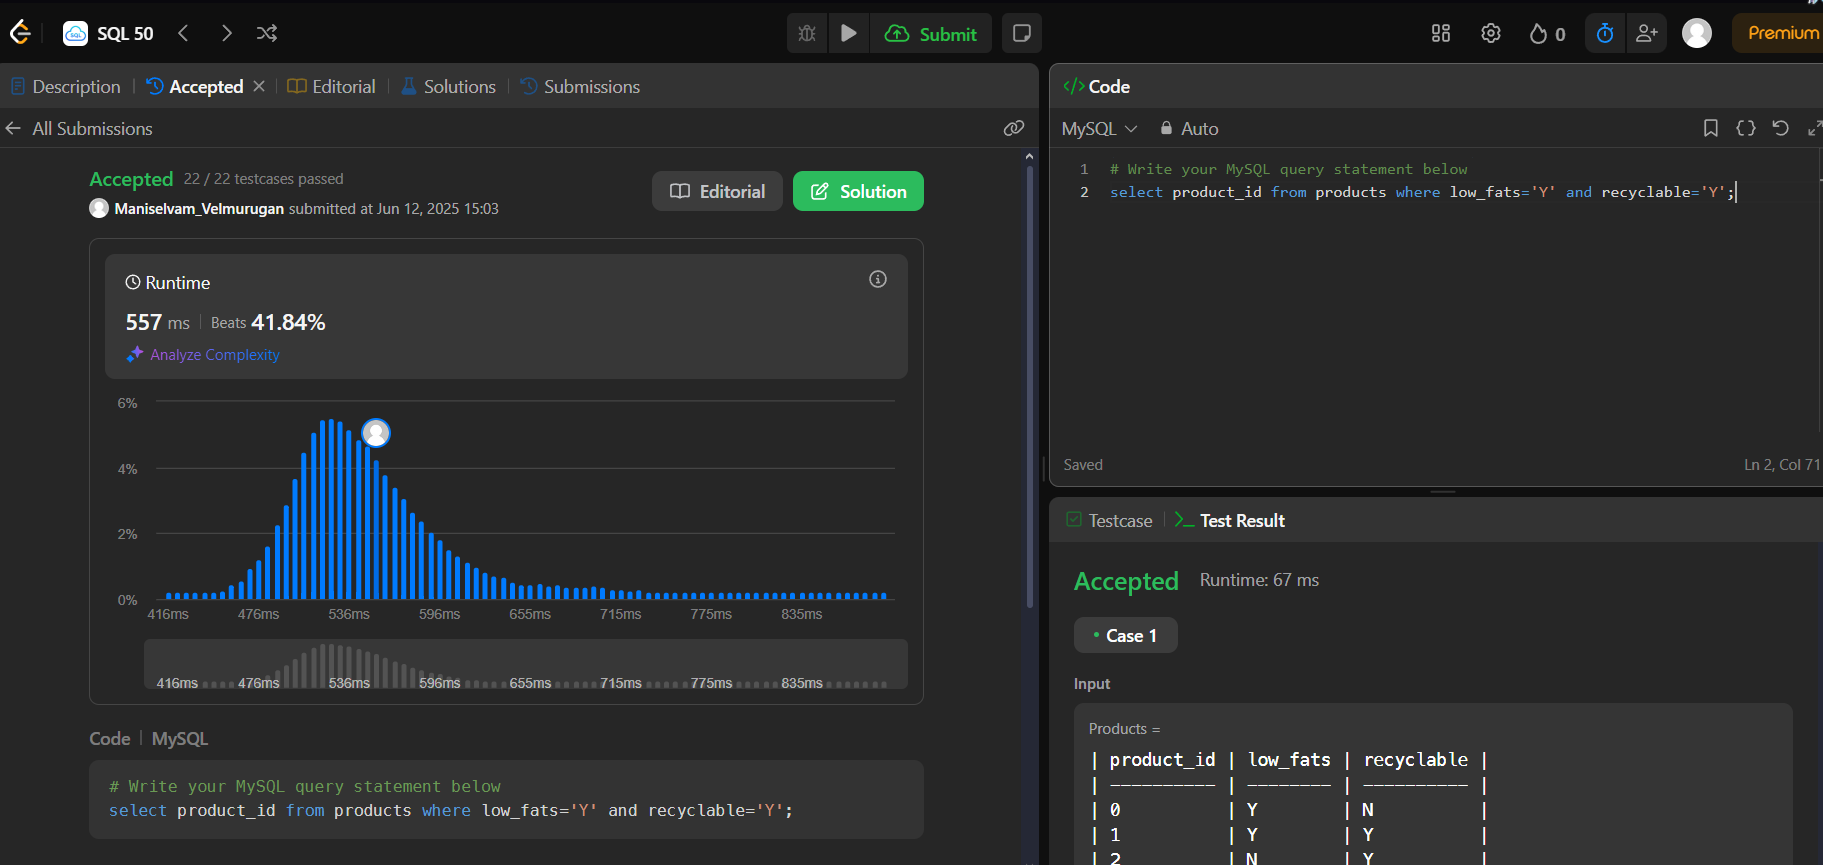 SQL 50
Submit
0
Premium
Description
Accepted
Editorial
Solutions
Submissions
All Submissions
Accepted 22 / 22 testcases passed
Maniselvam_Velmurugan submitted at Jun 12, 2025 15:03
Editorial
Solution
Runtime
557 ms Beats 41.84%
Analyze Complexity
6%
4%
2%
0%
416ms 476ms 536ms 596ms 655ms 715ms 775ms 835ms
416ms 476ms 536ms 596ms 655ms 715ms 775ms 835ms
Code | MySQL
# Write your MySQL query statement below
select product_id from products where low_fats='Y' and recyclable='Y';
</> Code
MySQL Auto
1 # Write your MySQL query statement below
2 select product_id from products where low_fats='Y' and recyclable='Y';
Saved
Ln 2, Col 71
Testcase
Test Result
Accepted Runtime: 67 ms
• Case 1
Input
Products =
| product_id | low_fats | recyclable |
| ---------- | -------- | ---------- |
| 0 | Y | N |
| 1 | Y | Y |
| 2 | N | Y |